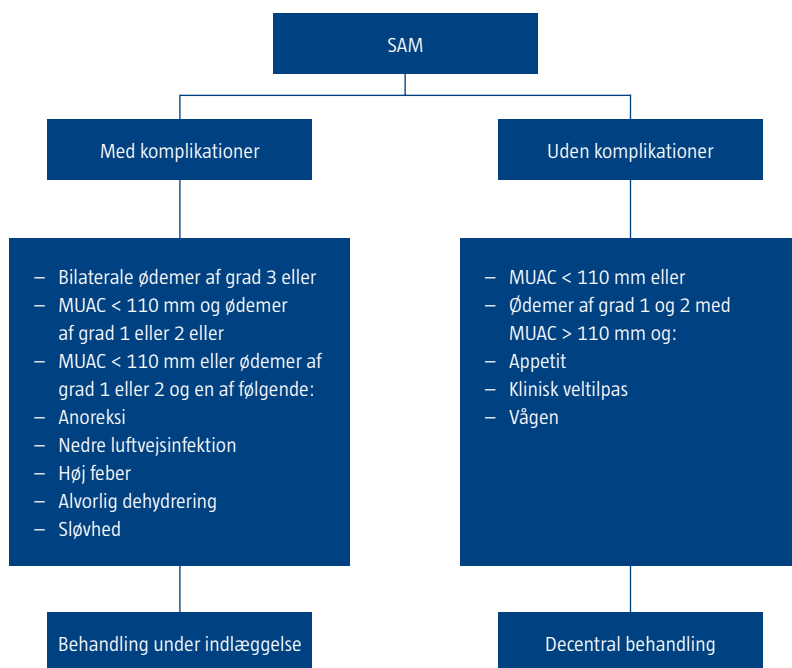 SAM
Med komplikationer
Uden komplikationer
– Bilaterale ødemer af grad 3 eller
– MUAC < 110 mm og ødemer
af grad 1 eller 2 eller
– MUAC < 110 mm eller ødemer af
grad 1 eller 2 og en af følgende:
– Anoreksi
– Nedre luftvejsinfektion
– Høj feber
– Alvorlig dehydrering
– Sløvhed
– MUAC < 110 mm eller
– Ødemer af grad 1 og 2 med
MUAC > 110 mm og:
– Appetit
– Klinisk veltilpas
– Vågen
Behandling under indlæggelse
Decentral behandling